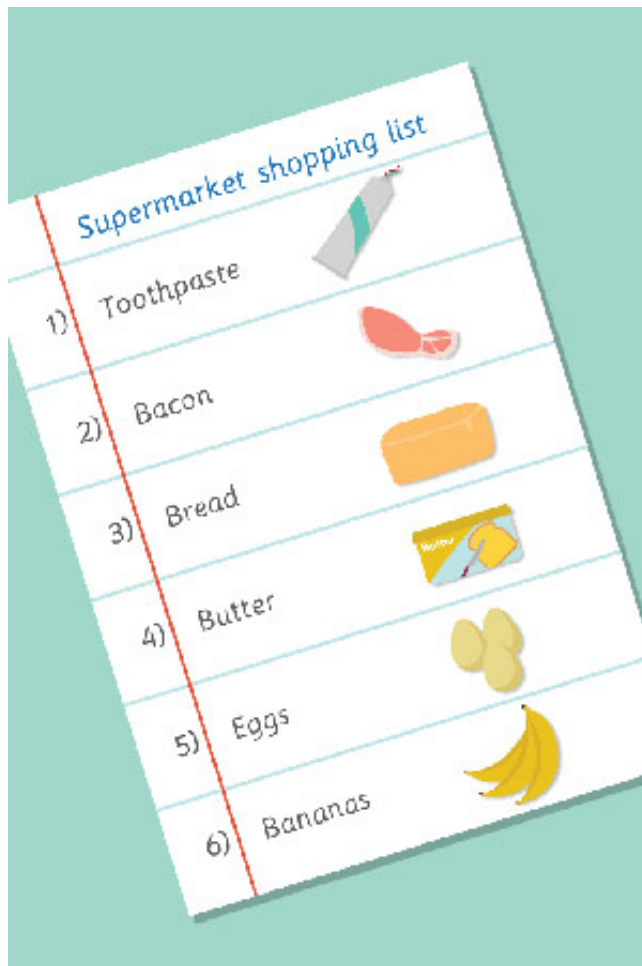 Supermarket shopping list
1) Toothpaste
2) Bacon
3) Bread
4) Butter
5) Eggs
6) Bananas